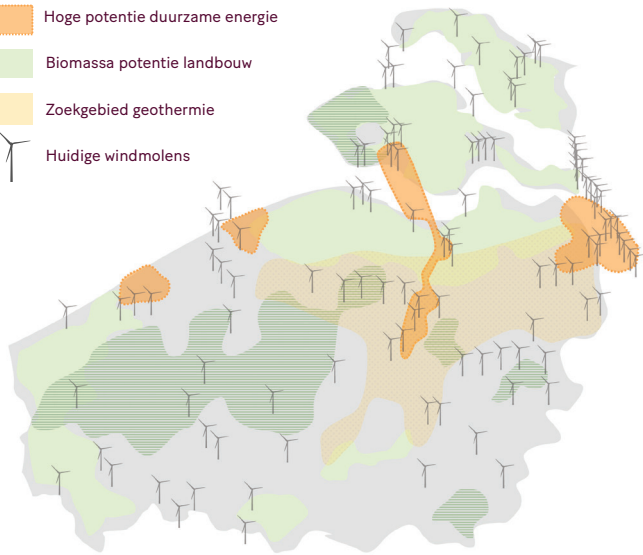 Hoge potentie duurzame energie
Biomassa potentie landbouw
Zoekgebied geothermie
Huidige windmolens